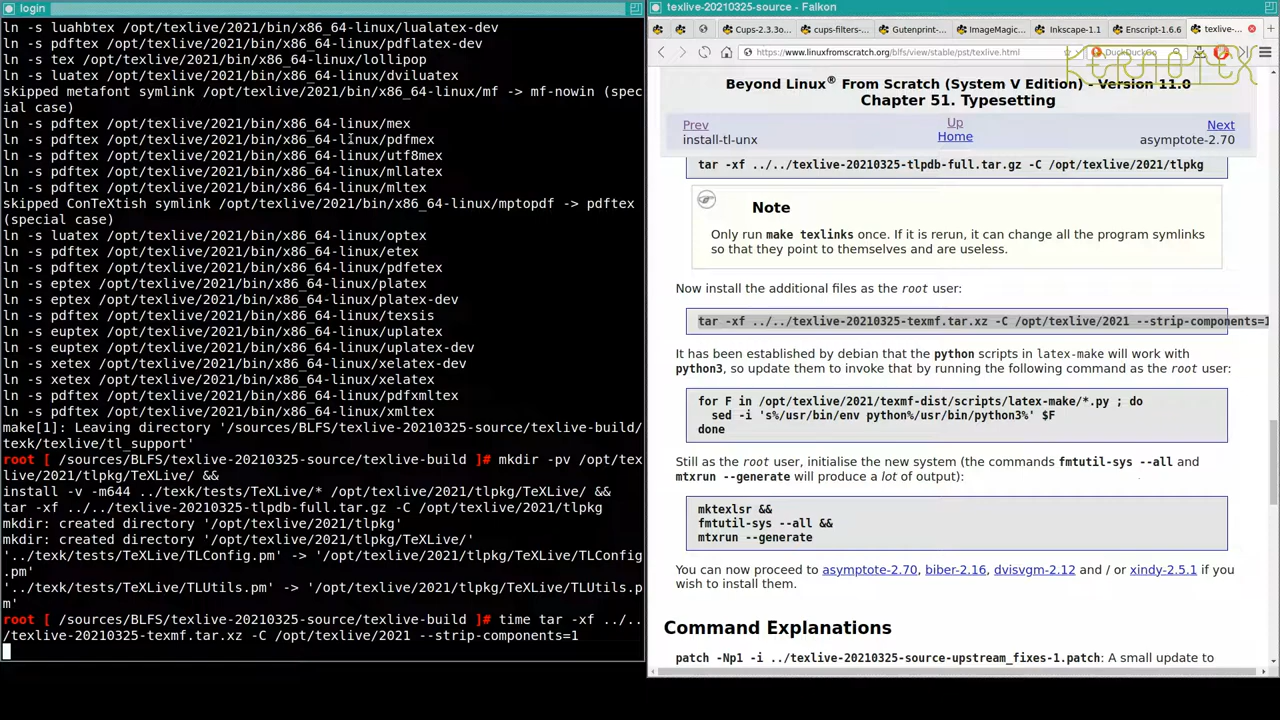 login
ln -s luahbtex /opt/texlive/2021/bin/x86_64-linux/lualatex-dev
ln -s pdftex /opt/texlive/2021/bin/x86_64-linux/pdflatex-dev
ln -s tex /opt/texlive/2021/bin/x86_64-linux/lollipop
ln -s luatex /opt/texlive/2021/bin/x86_64-linux/dviluatex
skipped metafont symlink /opt/texlive/2021/bin/x86_64-linux/mf -> mf-nowin (spec
ial case)
ln -s pdftex /opt/texlive/2021/bin/x86_64-linux/mex
ln -s pdftex /opt/texlive/2021/bin/x86_64-linux/pdfmex
ln -s pdftex /opt/texlive/2021/bin/x86_64-linux/utf8mex
ln -s pdftex /opt/texlive/2021/bin/x86_64-linux/mllatex
ln -s pdftex /opt/texlive/2021/bin/x86_64-linux/mltex
skipped ConTeXtish symlink /opt/texlive/2021/bin/x86_64-linux/mptopdf -> pdftex
(special case)
ln -s luatex /opt/texlive/2021/bin/x86_64-linux/optex
ln -s pdftex /opt/texlive/2021/bin/x86_64-linux/etex
ln -s pdftex /opt/texlive/2021/bin/x86_64-linux/pdfetex
ln -s eptex /opt/texlive/2021/bin/x86_64-linux/platex
ln -s eptex /opt/texlive/2021/bin/x86_64-linux/platex-dev
ln -s pdftex /opt/texlive/2021/bin/x86_64-linux/texsis
ln -s euptex /opt/texlive/2021/bin/x86_64-linux/uplatex
ln -s euptex /opt/texlive/2021/bin/x86_64-linux/uplatex-dev
ln -s xetex /opt/texlive/2021/bin/x86_64-linux/xelatex-dev
ln -s xetex /opt/texlive/2021/bin/x86_64-linux/xelatex
ln -s pdftex /opt/texlive/2021/bin/x86_64-linux/pdfxmltex
ln -s pdftex /opt/texlive/2021/bin/x86_64-linux/xmltex
make[1]: Leaving directory '/sources/BLFS/texlive-20210325-source/texlive-build/
texk/texlive/tl_support'
root [ /sources/BLFS/texlive-20210325-source/texlive-build ]# mkdir -pv /opt/tex
live/2021/tlpkg/TeXLive/ &&
install -v -m644 ../texk/tests/TeXLive/* /opt/texlive/2021/tlpkg/TeXLive/ &&
tar -xf ../../texlive-20210325-tlpdb-full.tar.gz -C /opt/texlive/2021/tlpkg
mkdir: created directory '/opt/texlive/2021/tlpkg'
mkdir: created directory '/opt/texlive/2021/tlpkg/TeXLive/'
'../texk/tests/TeXLive/TLConfig.pm' -> '/opt/texlive/2021/tlpkg/TeXLive/TLConfig
.pm'
'../texk/tests/TeXLive/TLUtils.pm' -> '/opt/texlive/2021/tlpkg/TeXLive/TLUtils.p
m'
root [ /sources/BLFS/texlive-20210325-source/texlive-build ]# time tar -xf ../..
/texlive-20210325-texmf.tar.xz -C /opt/texlive/2021 --strip-components=1
texlive-20210325-source - Falkon
Cups-2.3.3o... cups-filters-... Gutenprint-... ImageMagic... Inkscape-1.1 Enscript-1.6.6 texlive-...
https://www.linuxfromscratch.org/blfs/view/stable/pst/texlive.html DuckDuckGo
KERNOTEX
Beyond Linux® From Scratch (System V Edition) - Version 11.0
Chapter 51. Typesetting
Prev Up Next
install-tl-unx Home asymptote-2.70
tar -xf ../../texlive-20210325-tlpdb-full.tar.gz -C /opt/texlive/2021/tlpkg
Note
Only run make texlinks once. If it is rerun, it can change all the program symlinks
so that they point to themselves and are useless.
Now install the additional files as the root user:
tar -xf ../../texlive-20210325-texmf.tar.xz -C /opt/texlive/2021 --strip-components=1
It has been established by debian that the python scripts in latex-make will work with
python3, so update them to invoke that by running the following command as the root user:
for F in /opt/texlive/2021/texmf-dist/scripts/latex-make/*.py ; do
sed -i 's%/usr/bin/env python%/usr/bin/python3%' $F
done
Still as the root user, initialise the new system (the commands fmtutil-sys --all and
mtxrun --generate will produce a lot of output):
mktexlsr &&
fmtutil-sys --all &&
mtxrun --generate
You can now proceed to asymptote-2.70, biber-2.16, dvisvgm-2.12 and / or xindy-2.5.1 if you
wish to install them.
Command Explanations
patch -Np1 -i ../texlive-20210325-source-upstream_fixes-1.patch: A small update to